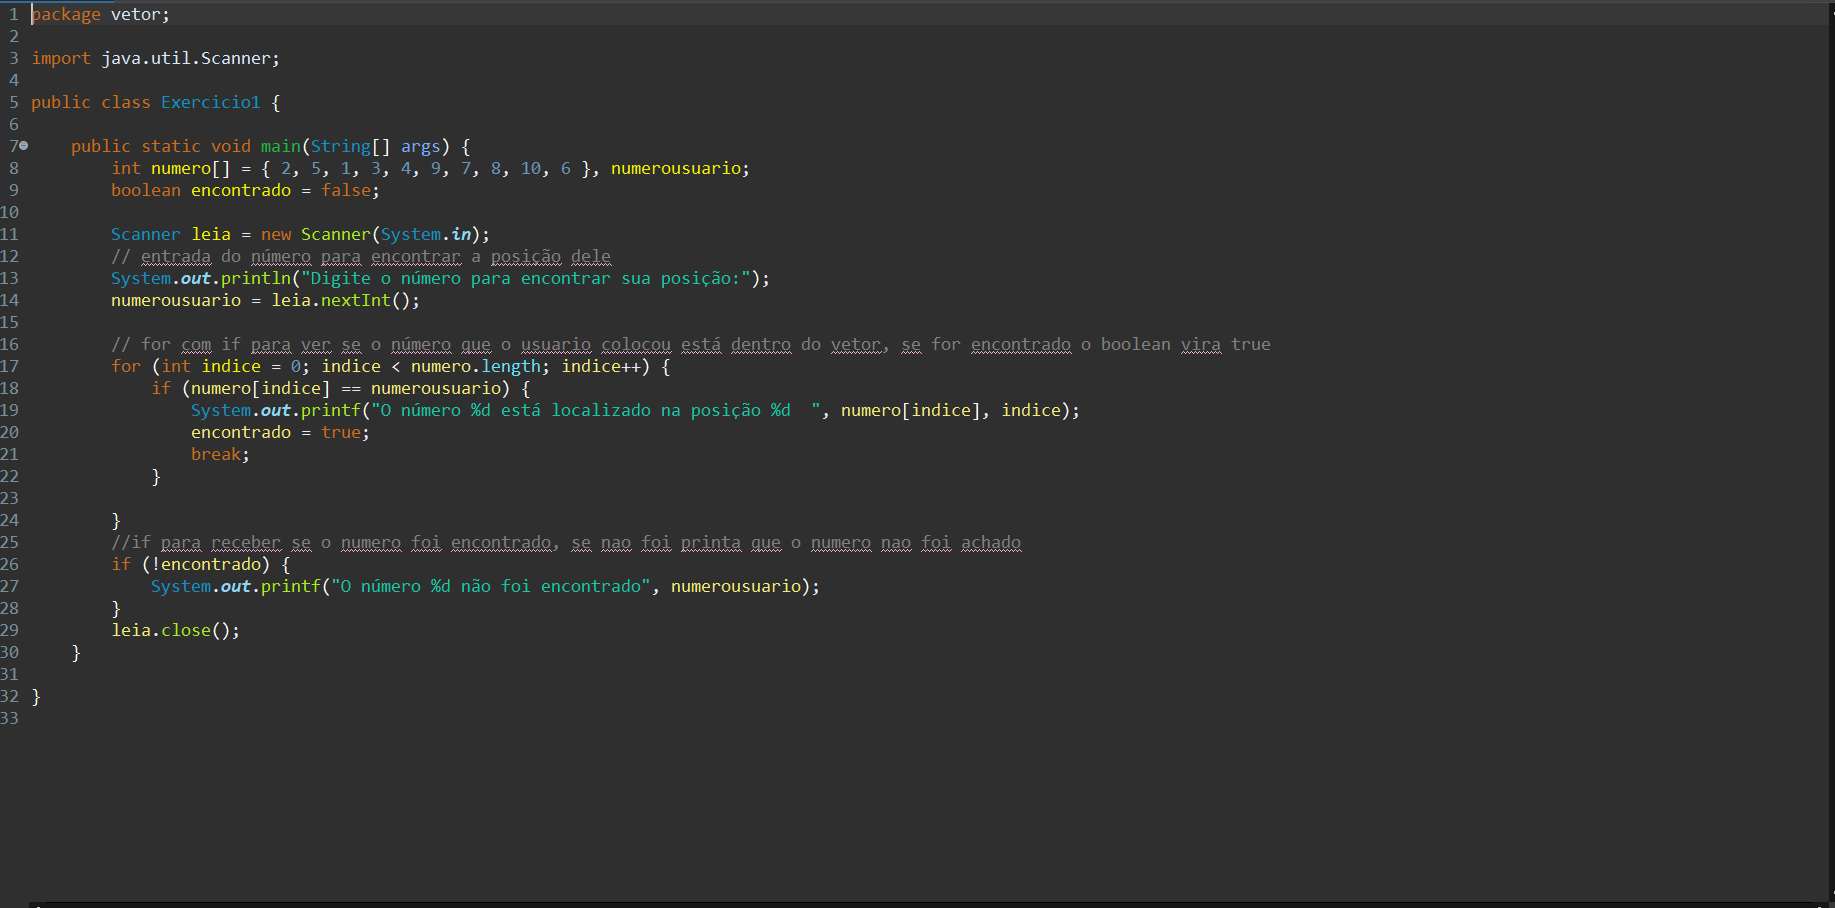 1 package vetor;
2
3 import java.util.Scanner;
4
5 public class Exercicio1 {
6
7 public static void main(String[] args) {
8 int numero[] = { 2, 5, 1, 3, 4, 9, 7, 8, 10, 6 }, numerousuario;
9 boolean encontrado = false;
10
11 Scanner leia = new Scanner(System.in);
12 // entrada do número para encontrar a posição dele
13 System.out.println("Digite o número para encontrar sua posição:");
14 numerousuario = leia.nextInt();
15
16 // for com if para ver se o número que o usuario colocou está dentro do vetor, se for encontrado o boolean vira true
17 for (int indice = 0; indice < numero.length; indice++) {
18 if (numero[indice] == numerousuario) {
19 System.out.printf("O número %d está localizado na posição %d  ", numero[indice], indice);
20 encontrado = true;
21 break;
22 }
23
24 }
25 //if para receber se o numero foi encontrado, se nao foi printa que o numero nao foi achado
26 if (!encontrado) {
27 System.out.printf("O número %d não foi encontrado", numerousuario);
28 }
29 leia.close();
30 }
31
32 }
33